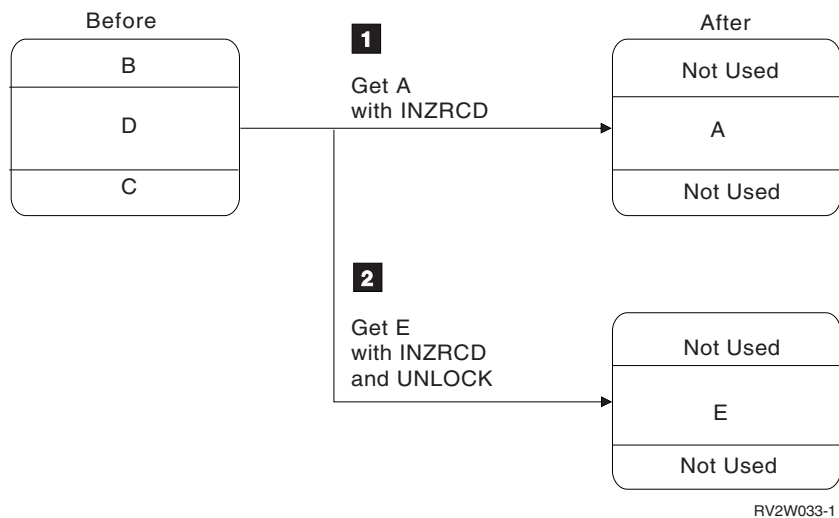 Before
B
D
C
1
Get A
with INZRCD
After
Not Used
A
Not Used
2
Get E
with INZRCD
and UNLOCK
Not Used
E
Not Used
RV2W033-1